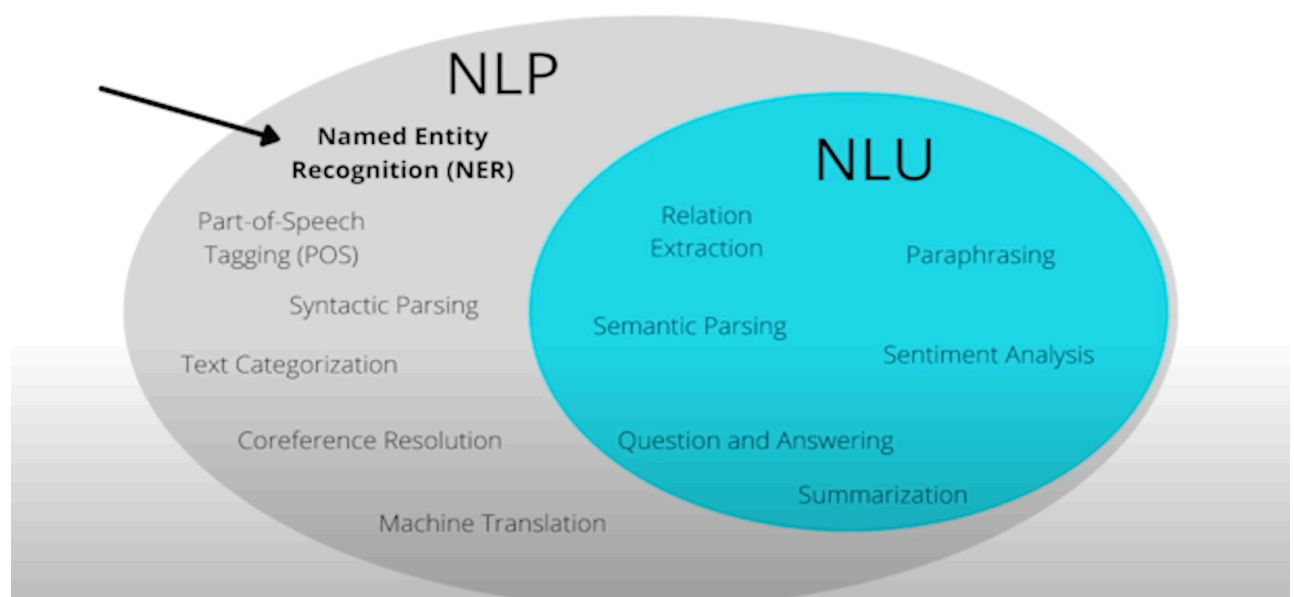 NLP
Named Entity
Recognition (NER)
Part-of-Speech
Tagging (POS)
Syntactic Parsing
Text Categorization
Coreference Resolution
Machine Translation
NLU
Relation
Extraction
Paraphrasing
Semantic Parsing
Sentiment Analysis
Question and Answering
Summarization